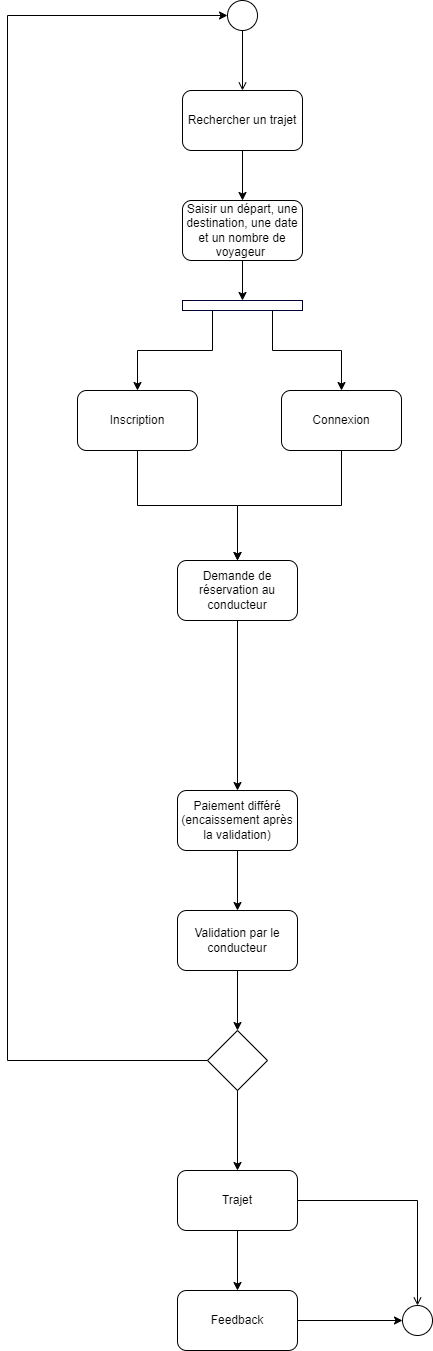 Rechercher un trajet
Saisir un départ, une
destination, une date
et un nombre de
voyageur
Inscription
Connexion
Demande de
réservation au
conducteur
Paiement différé
(encaissement après
la validation)
Validation par le
conducteur
Trajet
Feedback